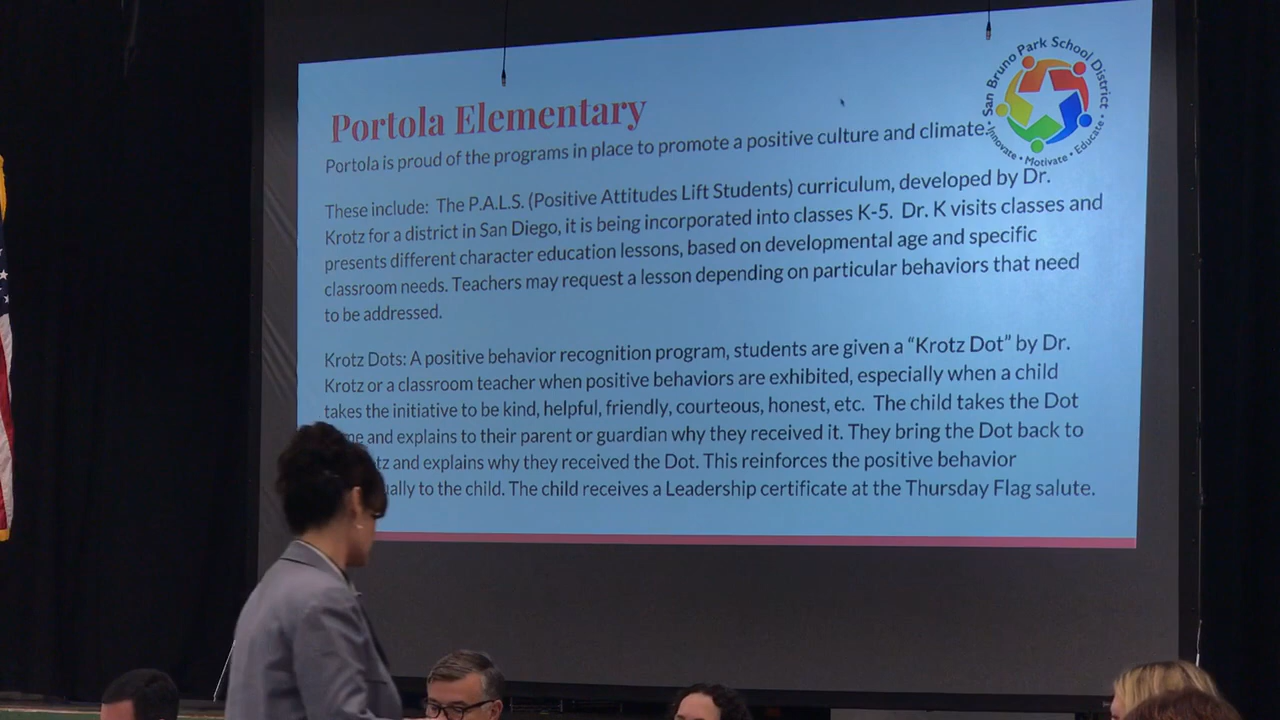 Portola Elementary
Portola is proud of the programs in place to promote a positive culture and climate.
San Bruno Park School District
• Innovate • Motivate • Educate •
These include: The P.A.L.S. (Positive Attitudes Lift Students) curriculum, developed by Dr.
Krotz for a district in San Diego, it is being incorporated into classes K-5. Dr. K visits classes and
presents different character education lessons, based on developmental age and specific
classroom needs. Teachers may request a lesson depending on particular behaviors that need
to be addressed.
Krotz Dots: A positive behavior recognition program, students are given a “Krotz Dot” by Dr.
Krotz or a classroom teacher when positive behaviors are exhibited, especially when a child
takes the initiative to be kind, helpful, friendly, courteous, honest, etc. The child takes the Dot
and explains to their parent or guardian why they received it. They bring the Dot back to
and explains why they received the Dot. This reinforces the positive behavior
to the child. The child receives a Leadership certificate at the Thursday Flag salute.